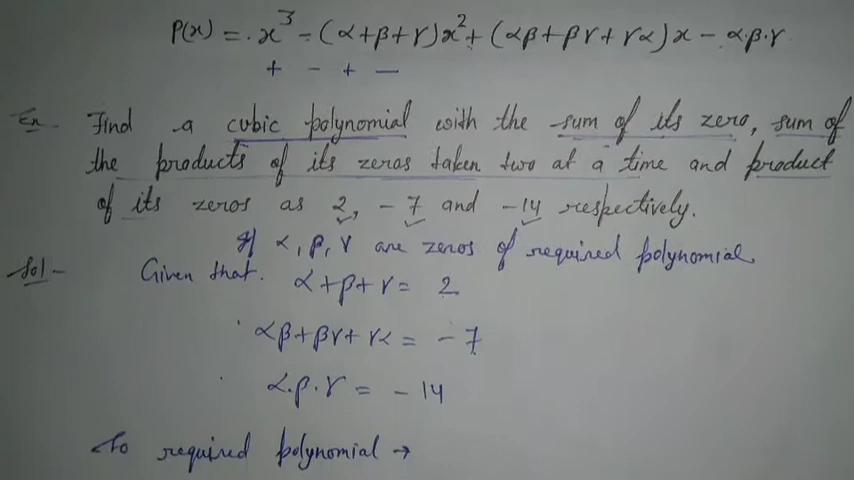 P(x) = x³ - (α+β+γ)x² + (αβ+βγ+γα)x - α.β.γ
+ - + -
Ex- Find a cubic polynomial with the sum of its zero, sum of
the products of its zeros taken two at a time and product
of its zeros as 2, -7 and -14 respectively.
If α, β, γ are zeros of required polynomial.
Sol- Given that. α+β+γ = 2
αβ+βγ+γα = -7
α.β.γ = -14
So required polynomial →